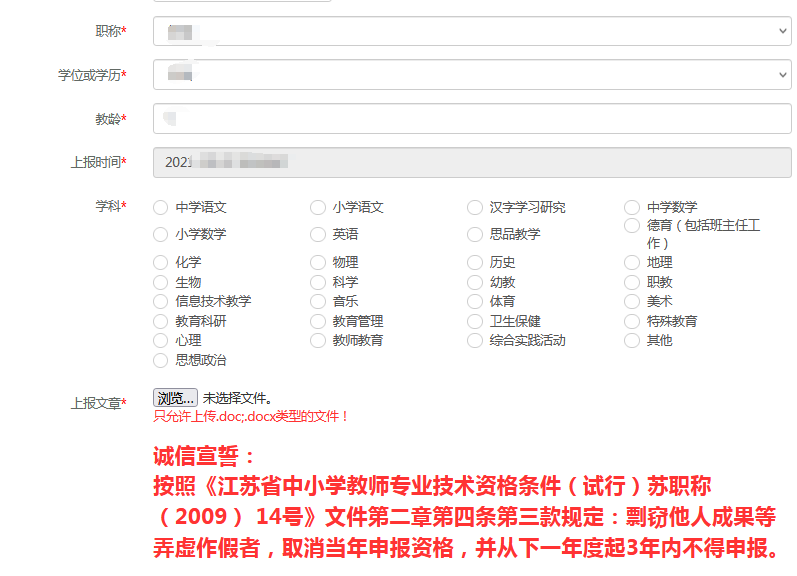 职称*
学位或学历*
教龄*
上报时间* 2021
学科* 中学语文 小学语文 汉字学习研究 中学数学
小学数学 英语 思品教学 德育（包括班主任工
作）
化学 物理 历史 地理
生物 科学 幼教 职教
信息技术教学 音乐 体育 美术
教育科研 教育管理 卫生保健 特殊教育
心理 教师教育 综合实践活动 其他
思想政治
上报文章* 浏览... 未选择文件。
只允许上传.doc;.docx类型的文件！
诚信宣誓：
按照《江苏省中小学教师专业技术资格条件（试行）苏职称
（2009） 14号》文件第二章第四条第三款规定：剽窃他人成果等
弄虚作假者，取消当年申报资格，并从下一年度起3年内不得申报。